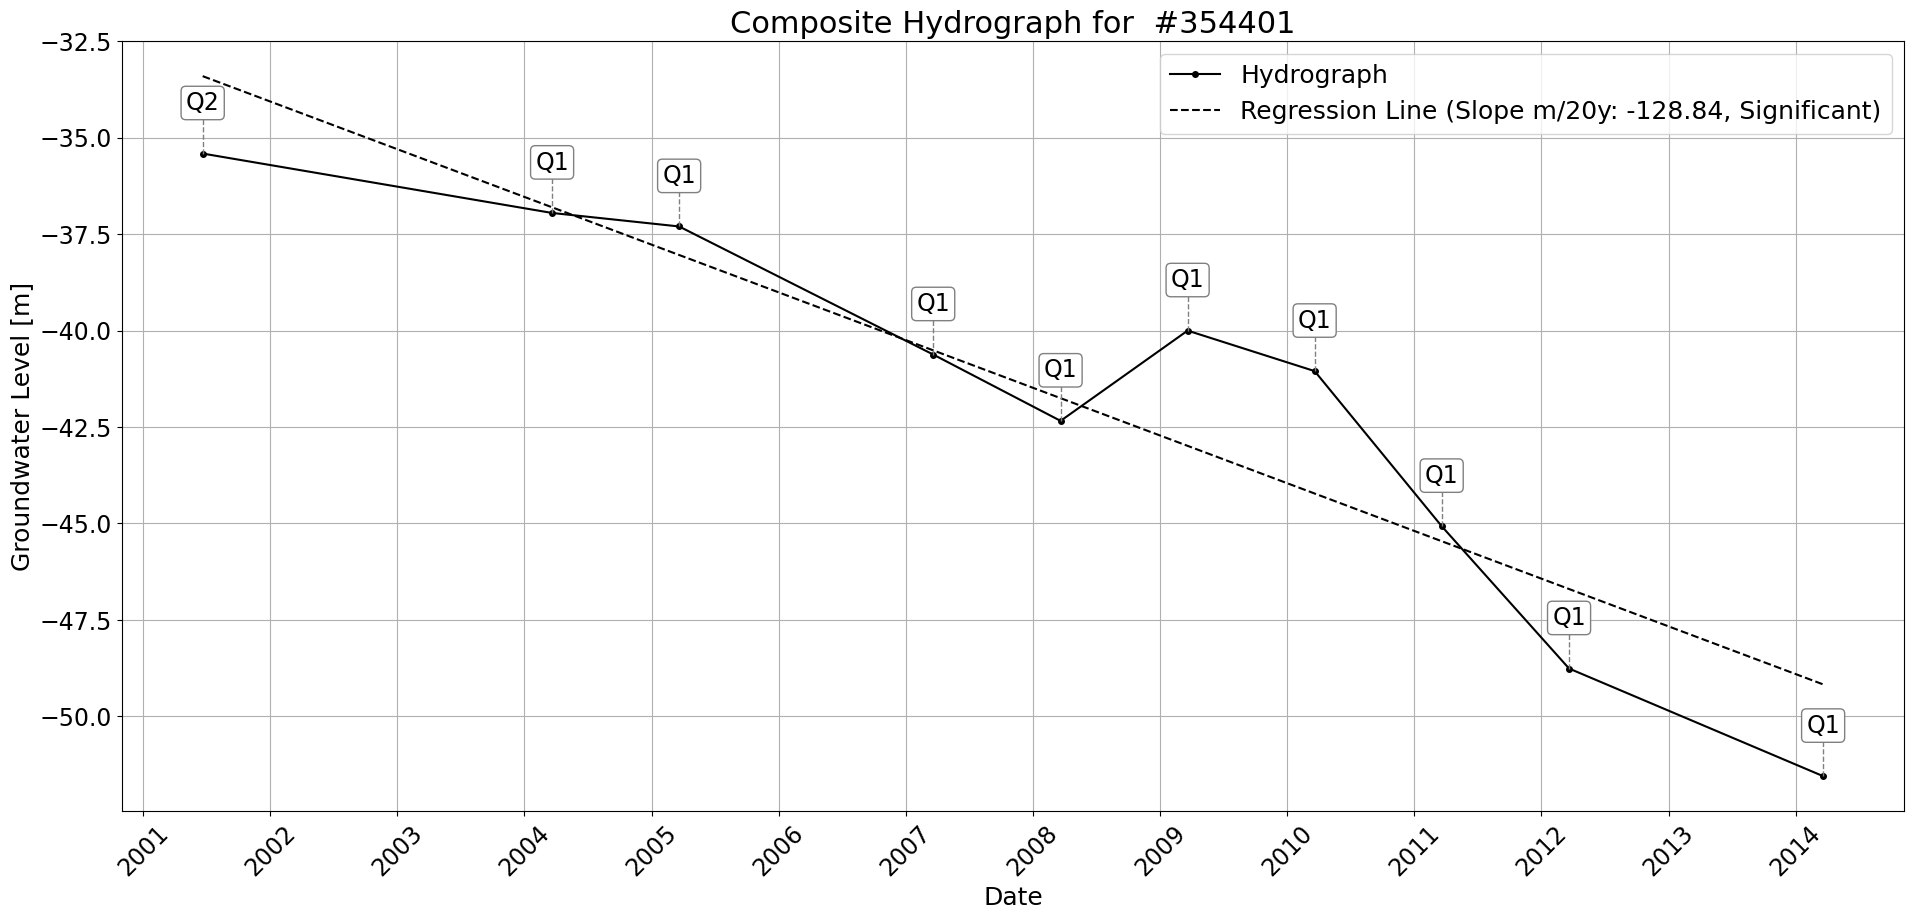 Composite Hydrograph for  #354401
Hydrograph
Regression Line (Slope m/20y: -128.84, Significant)
Groundwater Level [m]
−32.5
−35.0
−37.5
−40.0
−42.5
−45.0
−47.5
−50.0
Q2
Q1
Q1
Q1
Q1
Q1
Q1
Q1
Q1
Q1
2001
2002
2003
2004
2005
2006
2007
2008
2009
2010
2011
2012
2013
2014
Date